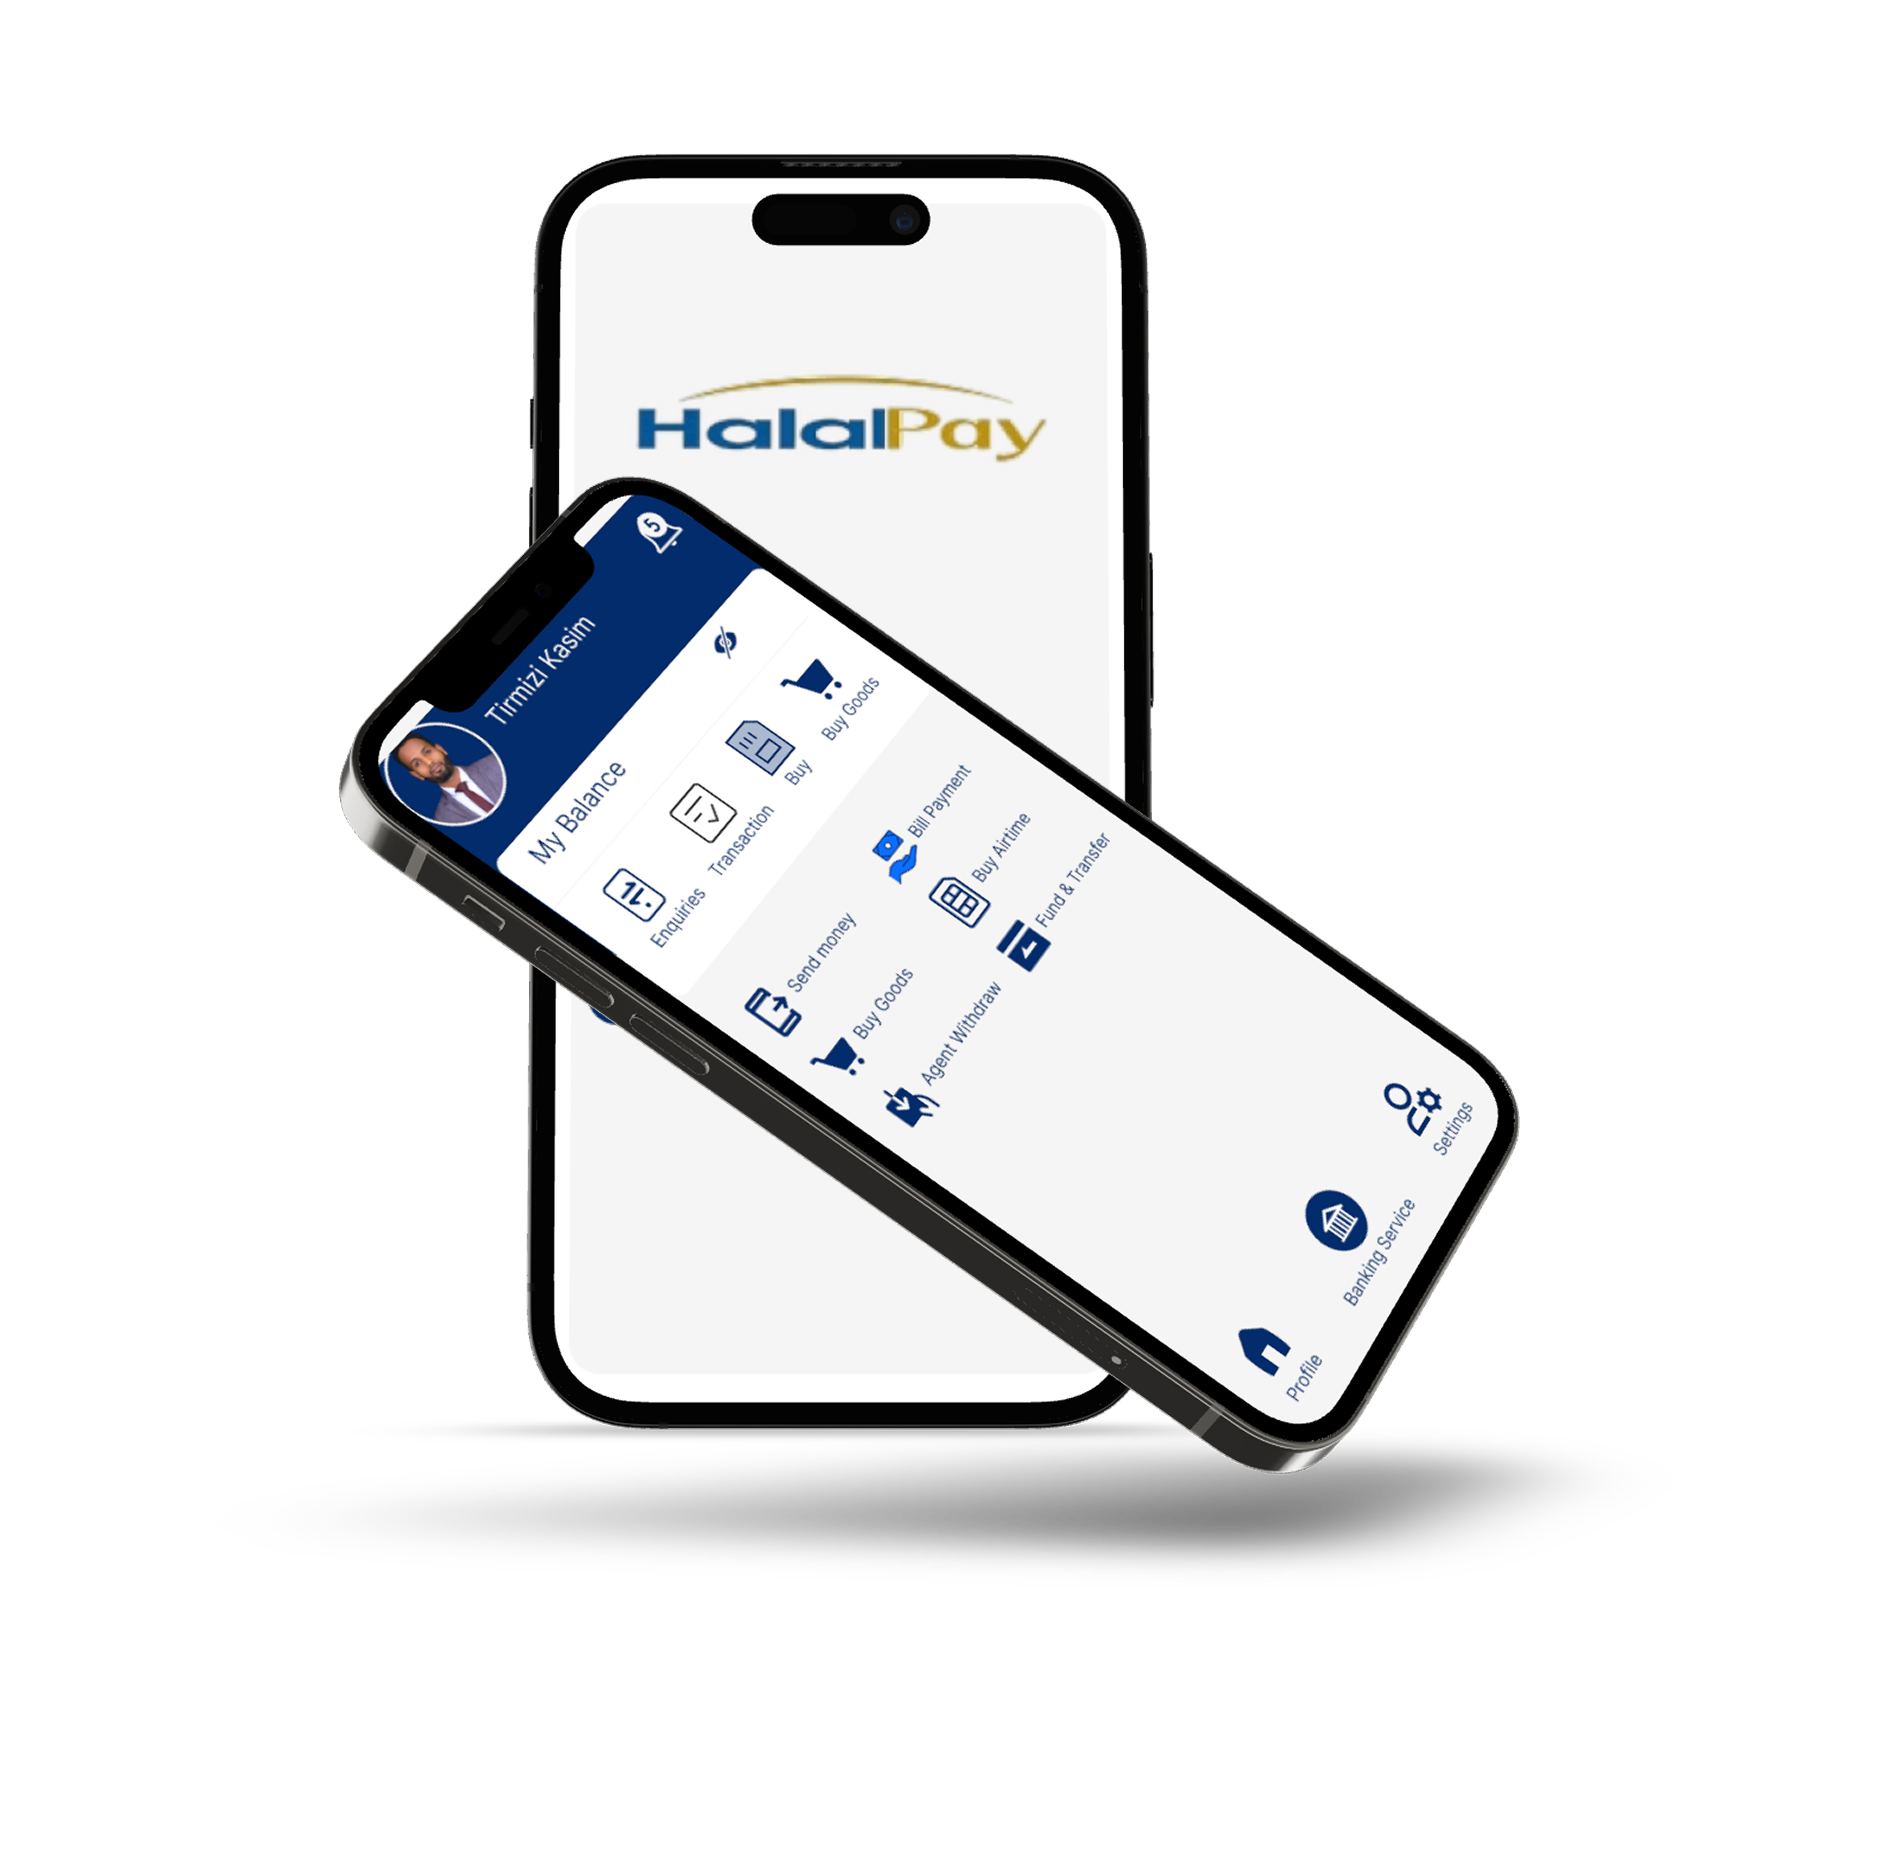 HalalPay
5
Tirmizi Kasim
My Balance
Enquiries
Transaction
Buy
Buy Goods
Send money
Bill Payment
Buy Goods
Buy Airtime
Agent Withdraw
Fund & Transfer
Profile
Banking Service
Settings